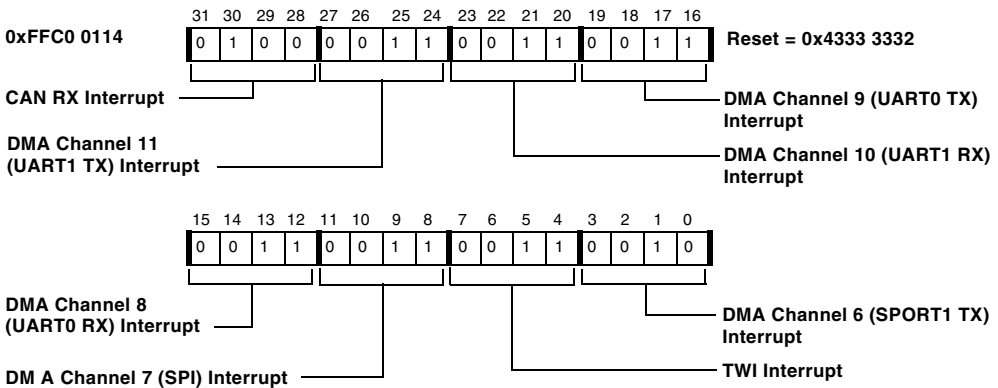 31 30 29 28 27 26 25 24 23 22 21 20 19 18 17 16
0xFFC0 0114
0 1 0 0 0 0 1 1 0 0 1 1 0 0 1 1
Reset = 0x4333 3332
CAN RX Interrupt
DMA Channel 9 (UART0 TX)
Interrupt
DMA Channel 11
(UART1 TX) Interrupt
DMA Channel 10 (UART1 RX)
Interrupt
15 14 13 12 11 10 9 8 7 6 5 4 3 2 1 0
0 0 1 1 0 0 1 1 0 0 1 1 0 0 1 0
DMA Channel 8
(UART0 RX) Interrupt
DMA Channel 6 (SPORT1 TX)
Interrupt
DM A Channel 7 (SPI) Interrupt
TWI Interrupt